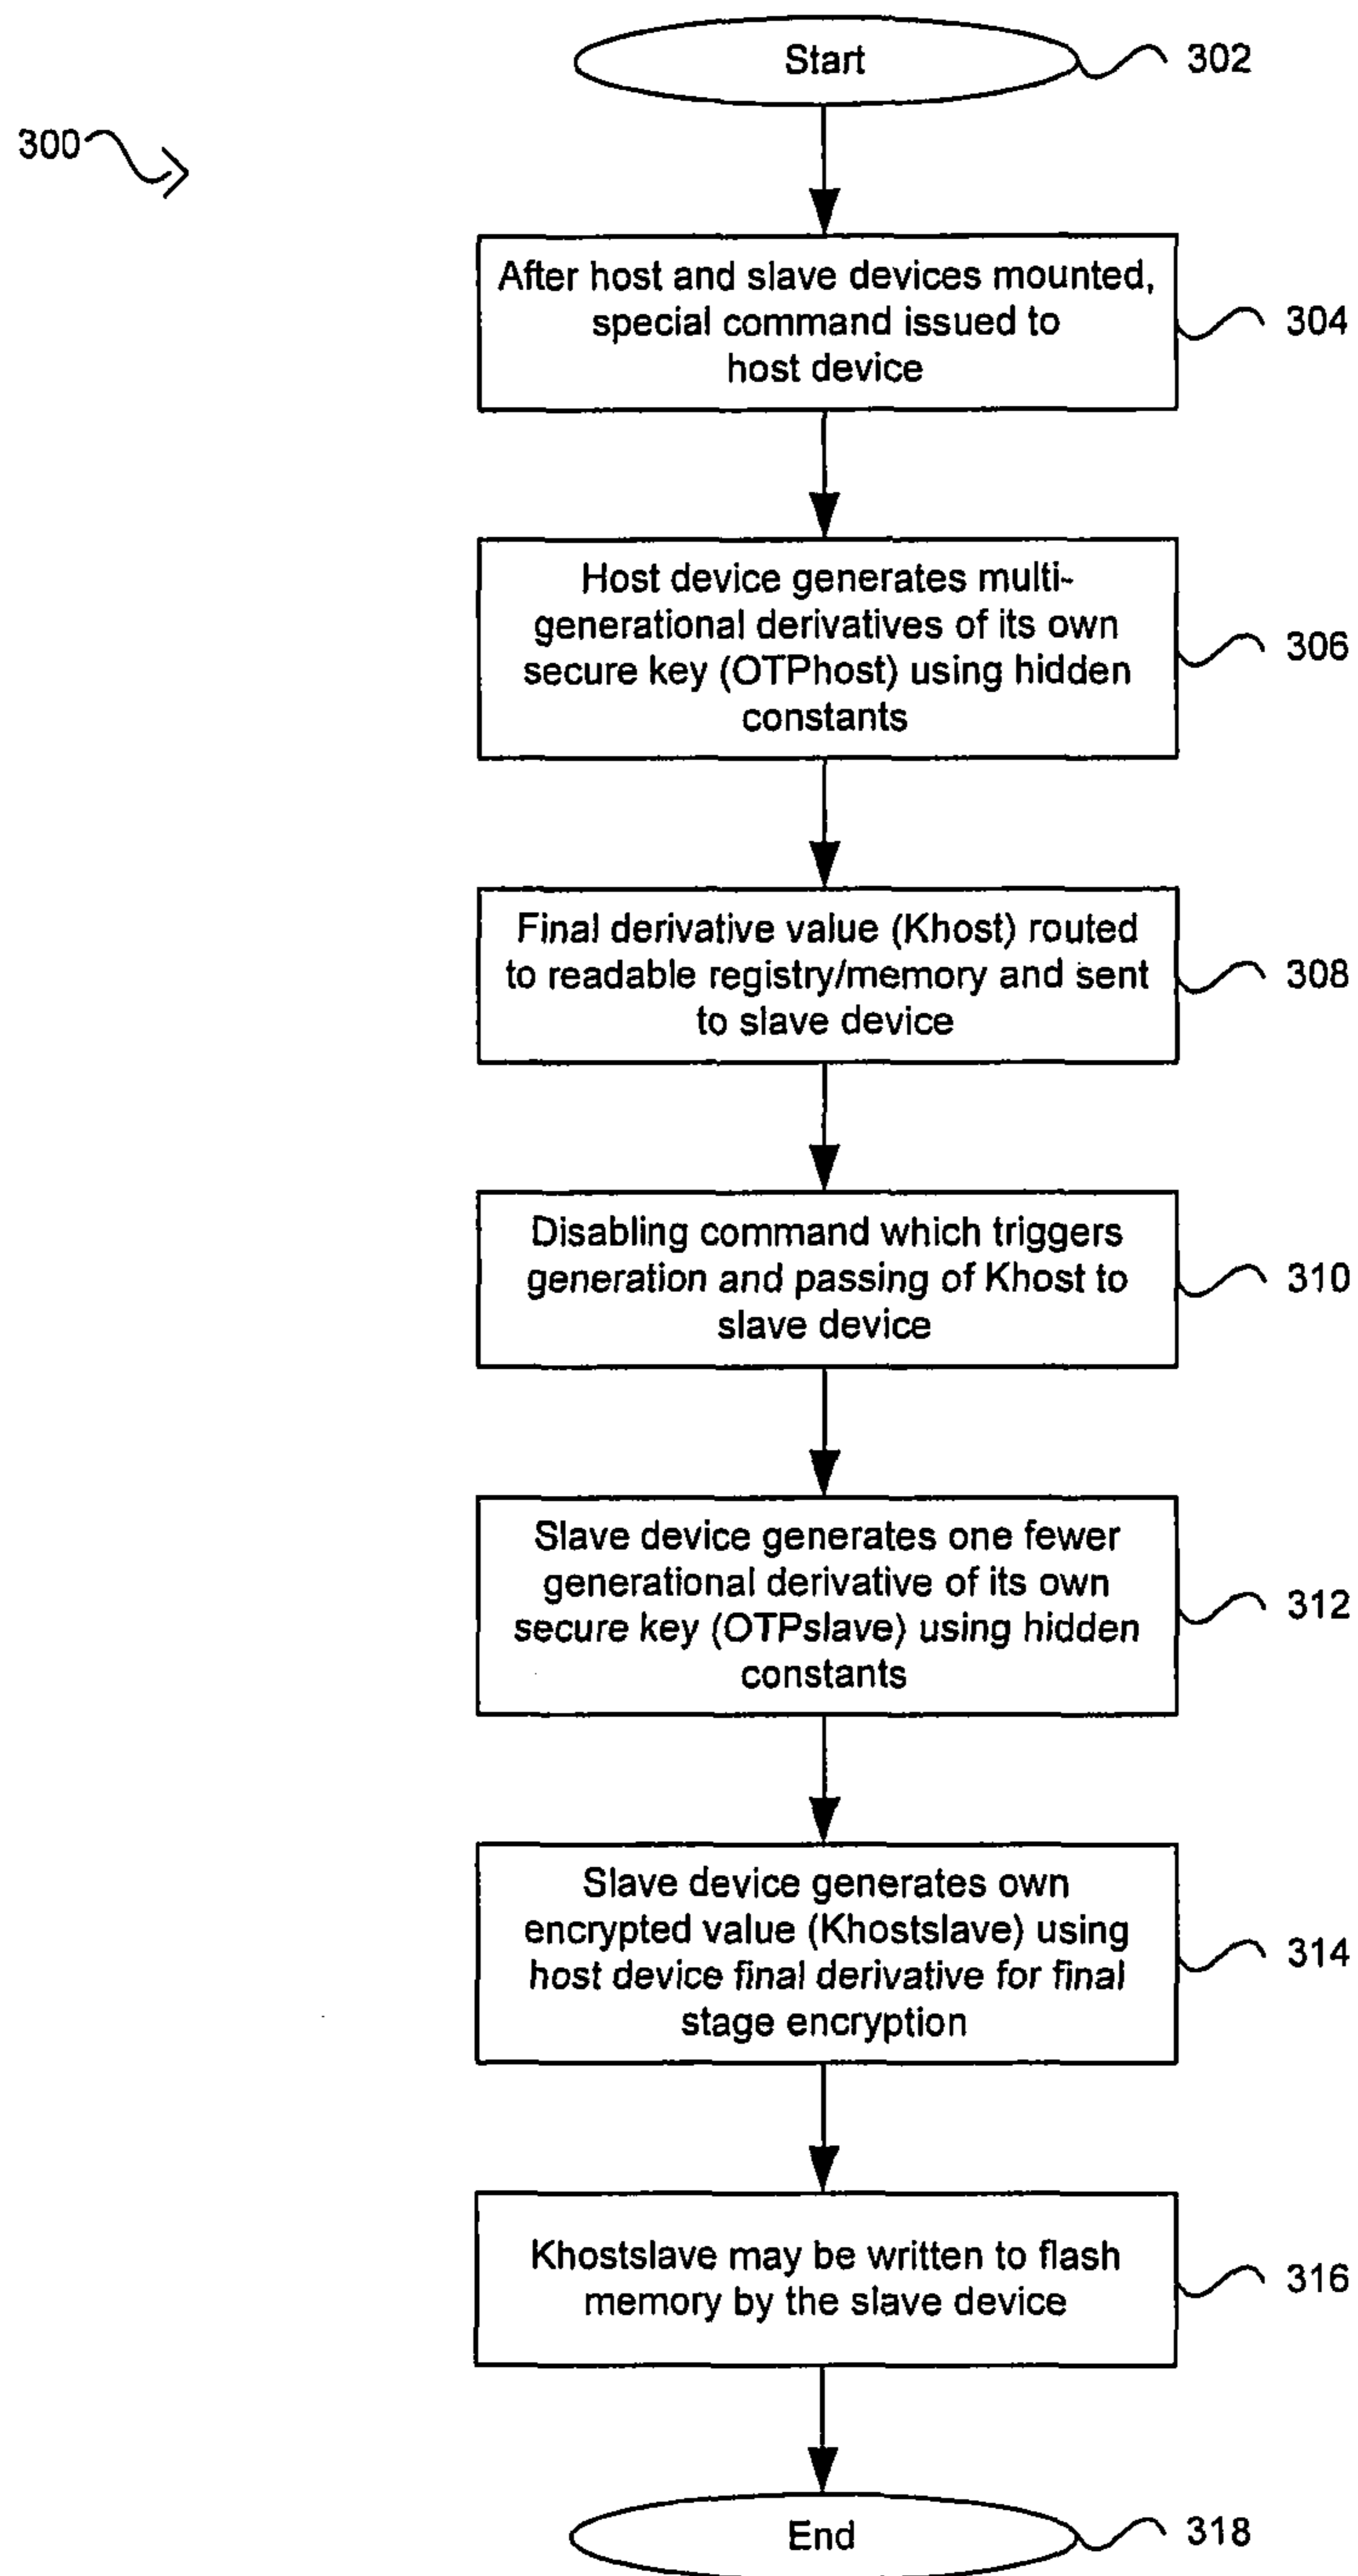 Start
302
300
After host and slave devices mounted,
special command issued to
host device
304
Host device generates multi-
generational derivatives of its own
secure key (OTPhost) using hidden
constants
306
Final derivative value (Khost) routed
to readable registry/memory and sent
to slave device
308
Disabling command which triggers
generation and passing of Khost to
slave device
310
Slave device generates one fewer
generational derivative of its own
secure key (OTPslave) using hidden
constants
312
Slave device generates own
encrypted value (Khostslave) using
host device final derivative for final
stage encryption
314
Khostslave may be written to flash
memory by the slave device
316
End
318